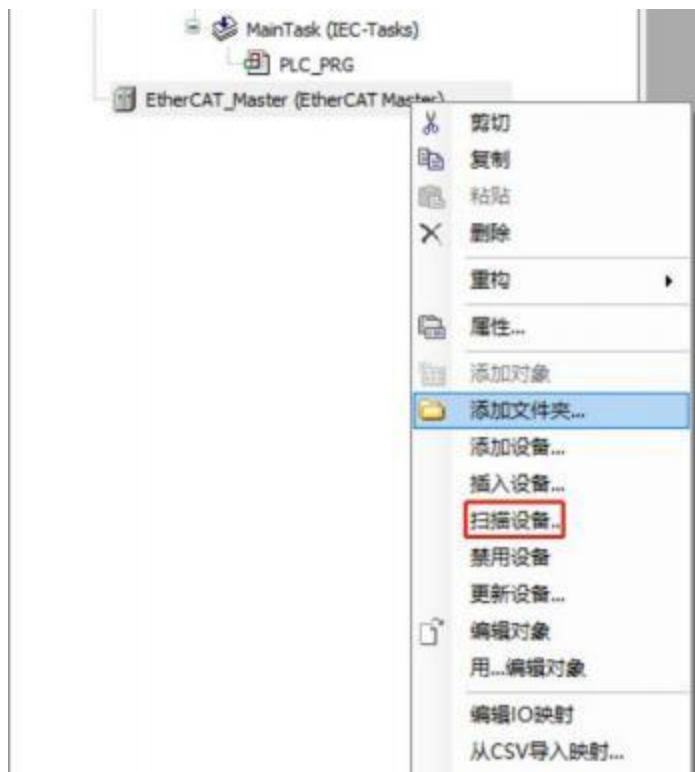 MainTask (IEC-Tasks)
PLC_PRG
EtherCAT_Master (EtherCAT Master)
剪切
复制
粘贴
删除
重构
属性...
添加对象
添加文件夹...
添加设备...
插入设备...
扫描设备..
禁用设备
更新设备...
编辑对象
用...编辑对象
编辑IO映射
从CSV导入映射...